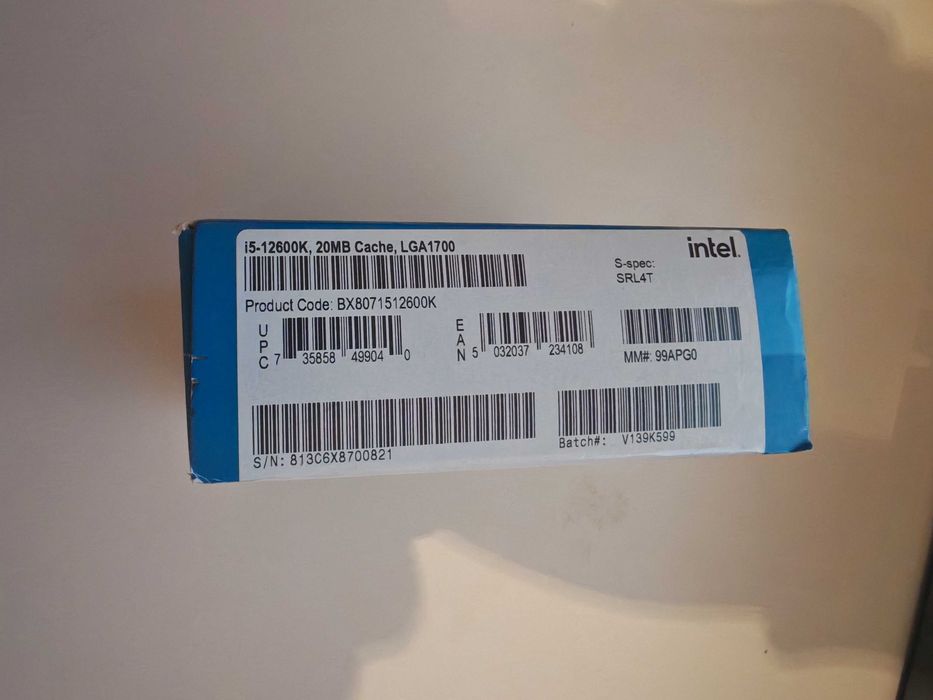 i5-12600K, 20MB Cache, LGA1700
intel.
S-spec:
SRL4T
Product Code: BX8071512600K
UPC
7 35858 49904 0
EAN
5 032037 234108
MM#: 99APG0
S/N: 813C6X8700821
Batch#: V139K599